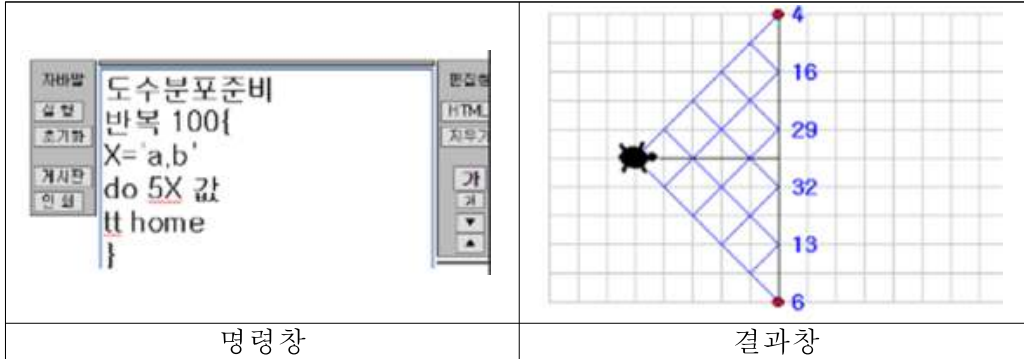 자바말
실행
초기화
게시판
인쇄
도수분포준비
반복 100{
X='a,b'
do 5X 값
tt home
}
편집형
HTML
지우기
가
가
▼
▲
4
16
29
32
13
6
명령창
결과창